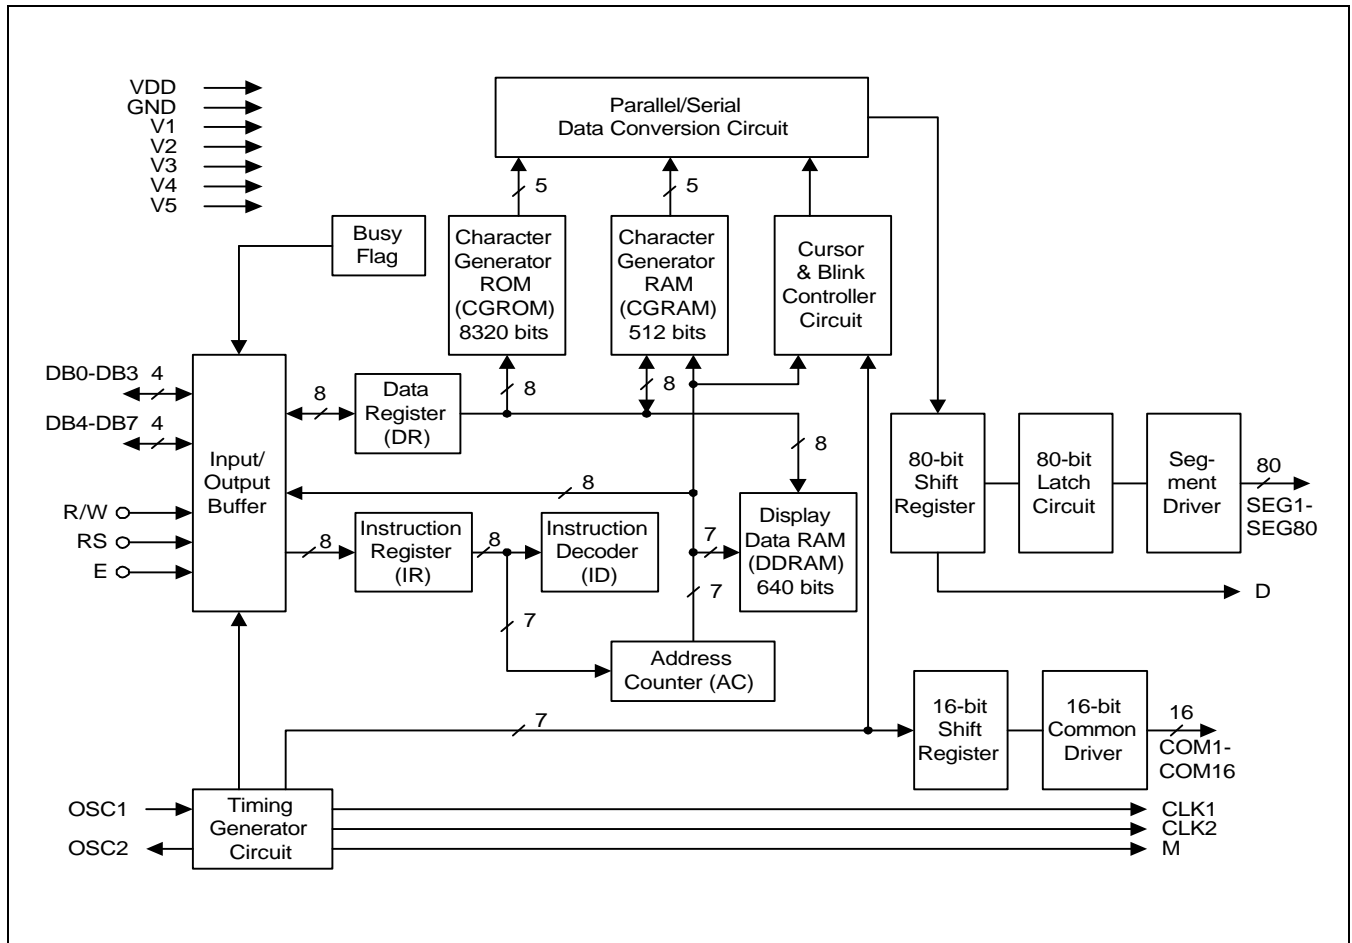 VDD
GND
V1
V2
V3
V4
V5
Parallel/Serial
Data Conversion Circuit
5
5
Busy
Flag
Character
Generator
ROM
(CGROM)
8320 bits
Character
Generator
RAM
(CGRAM)
512 bits
Cursor
& Blink
Controller
Circuit
DB0-DB3 4
DB4-DB7 4
R/W
RS
E
Input/
Output
Buffer
8
Data
Register
(DR)
8
8
8
8
8
Instruction
Register
(IR)
8
Instruction
Decoder
(ID)
7
7
7
Display
Data RAM
(DDRAM)
640 bits
Address
Counter (AC)
80-bit
Shift
Register
80-bit
Latch
Circuit
Seg-
ment
Driver
80
SEG1-
SEG80
D
7
16-bit
Shift
Register
16-bit
Common
Driver
16
COM1-
COM16
OSC1
OSC2
Timing
Generator
Circuit
CLK1
CLK2
M